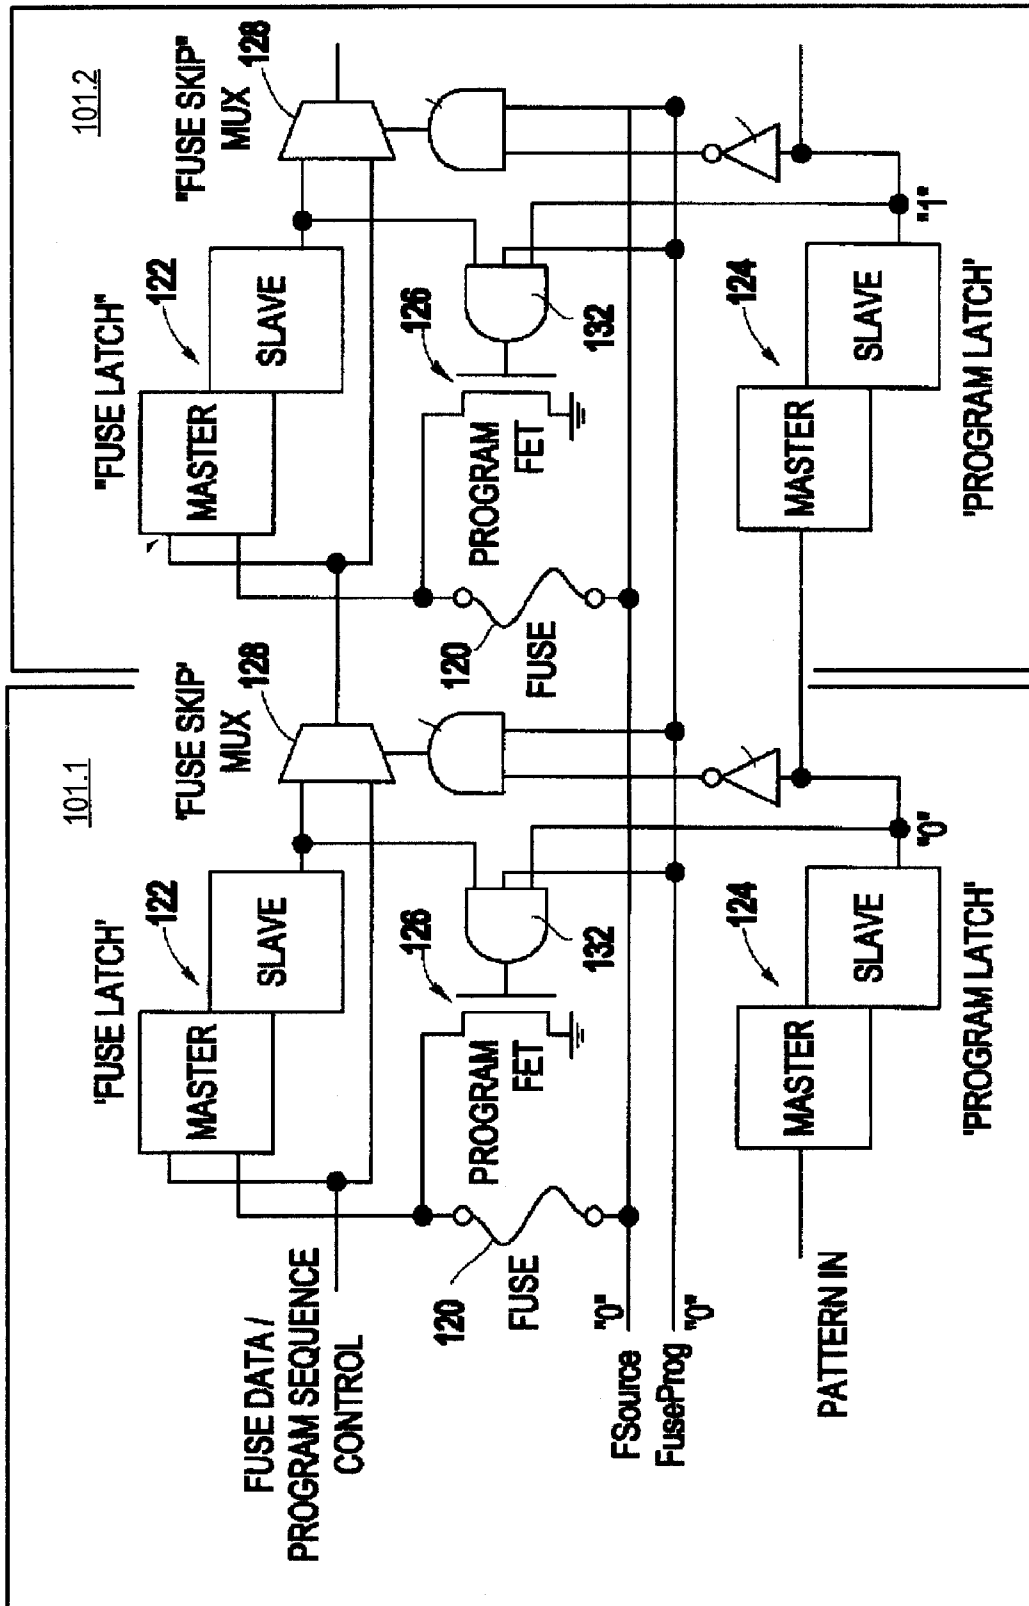 101.1
'FUSE LATCH'
122
MASTER
SLAVE
'FUSE SKIP'
MUX
128
FUSE DATA /
PROGRAM SEQUENCE
CONTROL
126
PROGRAM
FET
132
120
FUSE
FSource "0"
FuseProg "0"
PATTERN IN
124
MASTER
SLAVE
"0"
'PROGRAM LATCH'
101.2
"FUSE LATCH"
122
MASTER
SLAVE
"FUSE SKIP"
MUX
128
126
PROGRAM
FET
132
120
FUSE
124
MASTER
SLAVE
"1"
'PROGRAM LATCH'